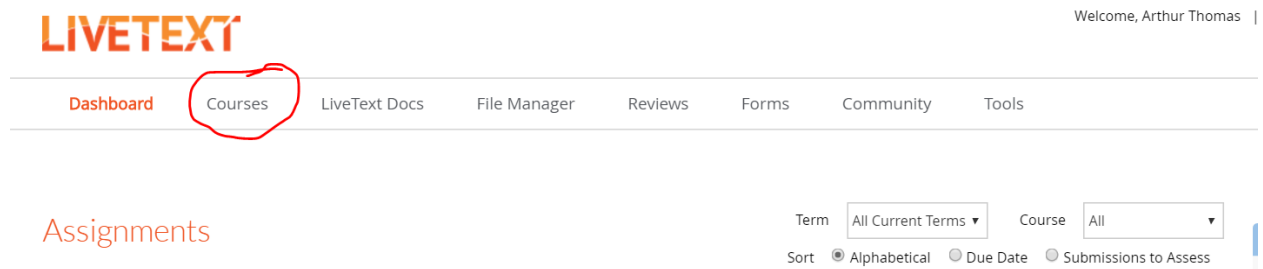 LIVETEXT
Welcome, Arthur Thomas |
Dashboard Courses LiveText Docs File Manager Reviews Forms Community Tools
Assignments
Term All Current Terms Course All
Sort Alphabetical Due Date Submissions to Assess